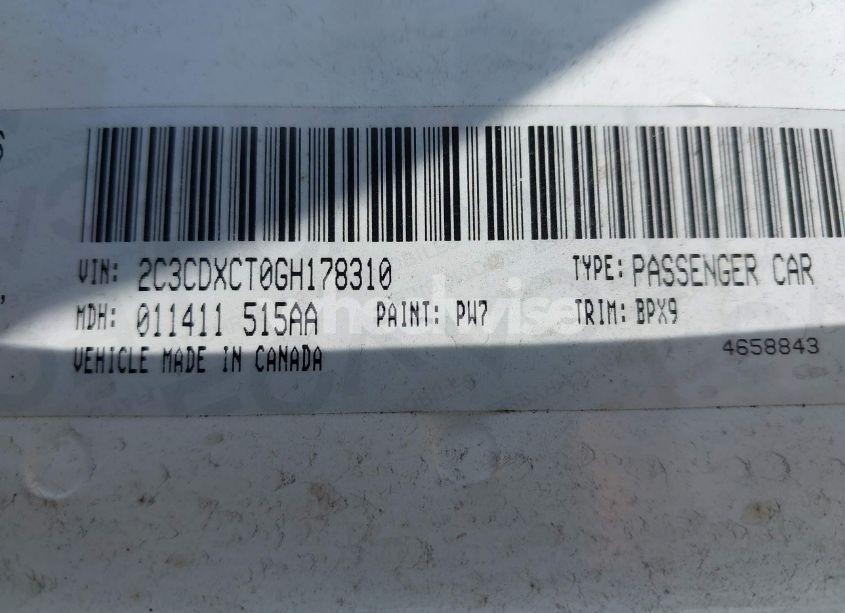 VIN: 2C3CDXCT0GH178310 TYPE: PASSENGER CAR
MDH: 011411 515AA PAINT: PW7 TRIM: BPX9
VEHICLE MADE IN CANADA 4658843